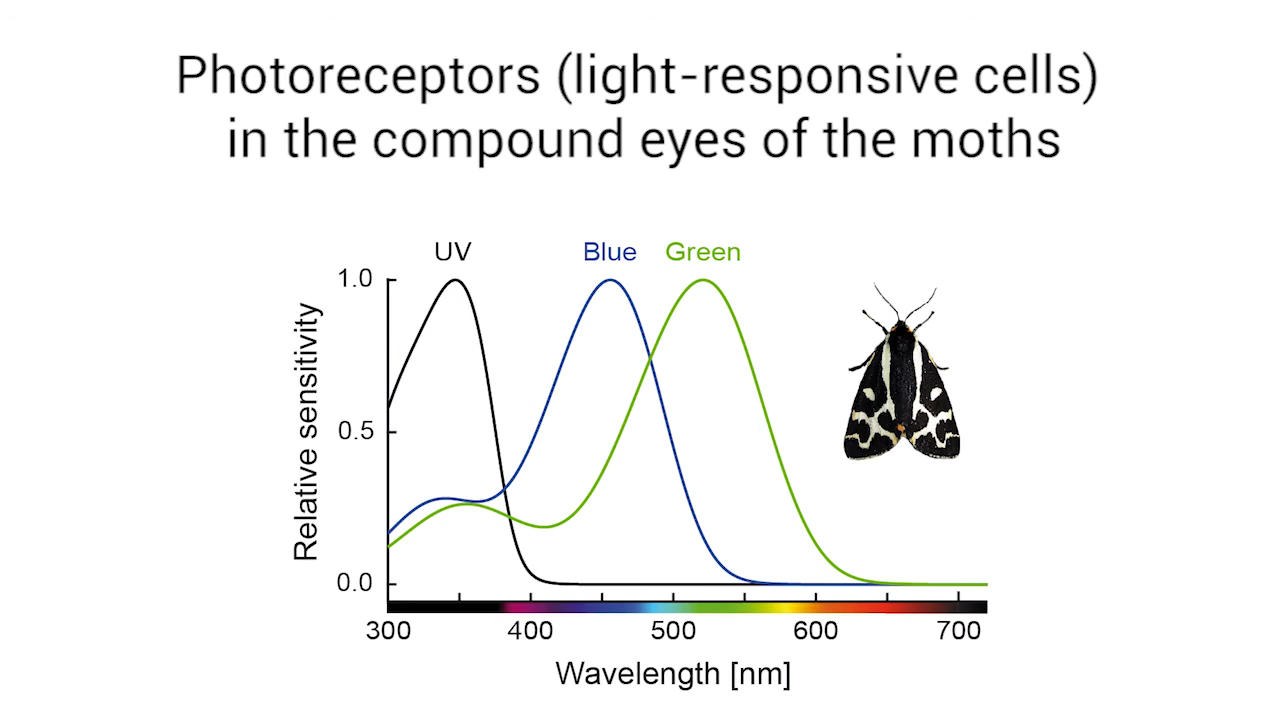 Photoreceptors (light-responsive cells)
in the compound eyes of the moths
UV Blue Green
1.0
0.5
0.0
Relative sensitivity
300 400 500 600 700
Wavelength [nm]